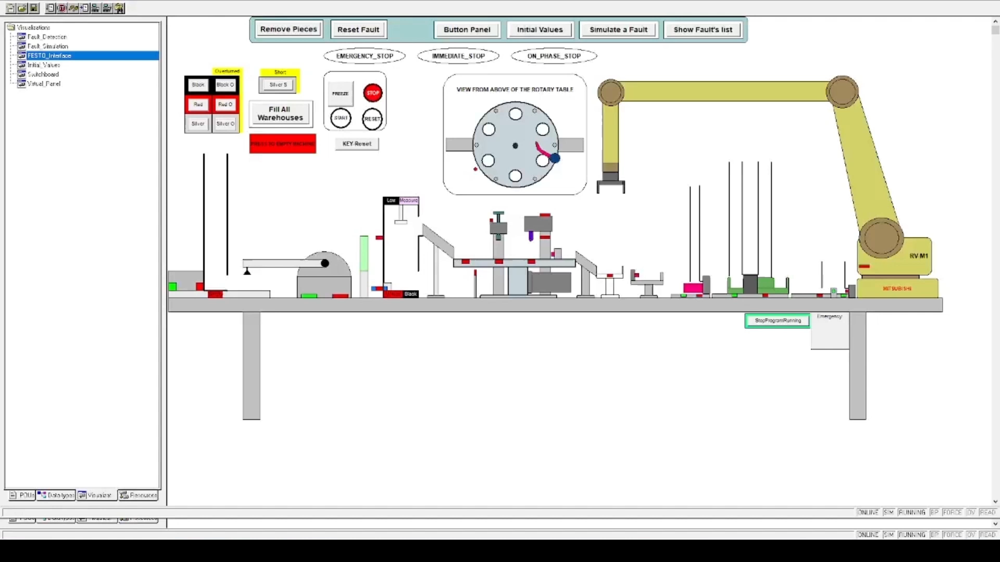 Remove Pieces
Reset Fault
Button Panel
Initial Values
Simulate a Fault
Show Fault's list
Visualizations
Fault_Detection
Fault_Simulation
FESTO_Interface
Initial_Values
Switchboard
Virtual_Panel
EMERGENCY_STOP
IMMEDIATE_STOP
ON_PHASE_STOP
Overturned
Short
Black
Black O
Silver S
Red
Red O
Silver
Silver O
Fill All
Warehouses
FREEZE
STOP
START
RESET
PRESS TO EMPTY MACHINE
KEY-Reset
VIEW FROM ABOVE OF THE ROTARY TABLE
Low
Measure
Black
RV-M1
MITSUBISHI
StopProgramRunning
Emergency
POUs
Data types
Visualizat
Resources
ONLINE
SIM
RUNNING
BP
FORCE
OV
READ
ONLINE
SIM
RUNNING
BP
FORCE
OV
READ